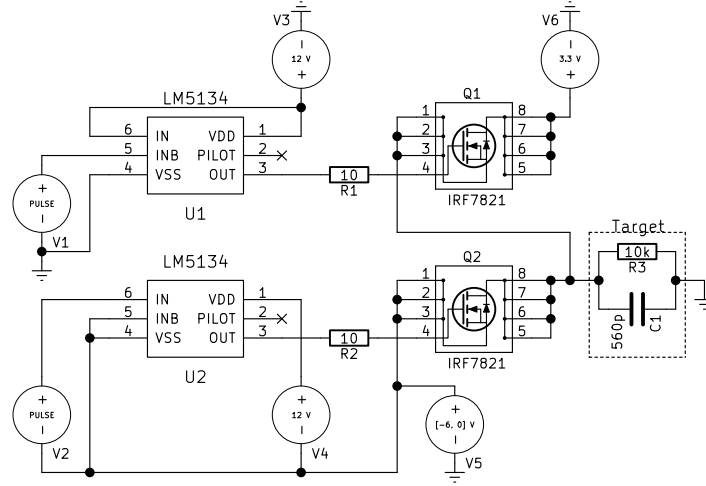 V3
−
12 V
+
V6
−
3.3 V
+
LM5134
6 IN VDD 1
5 INB PILOT 2
4 VSS OUT 3
U1
+
PULSE
−
V1
10
R1
Q1
1 8
2 7
3 6
4 5
IRF7821
Target
10k
R3
560p
C1
LM5134
6 IN VDD 1
5 INB PILOT 2
4 VSS OUT 3
U2
+
PULSE
−
V2
10
R2
Q2
1 8
2 7
3 6
4 5
IRF7821
+
12 V
−
V4
+
[-6, 0] V
−
V5